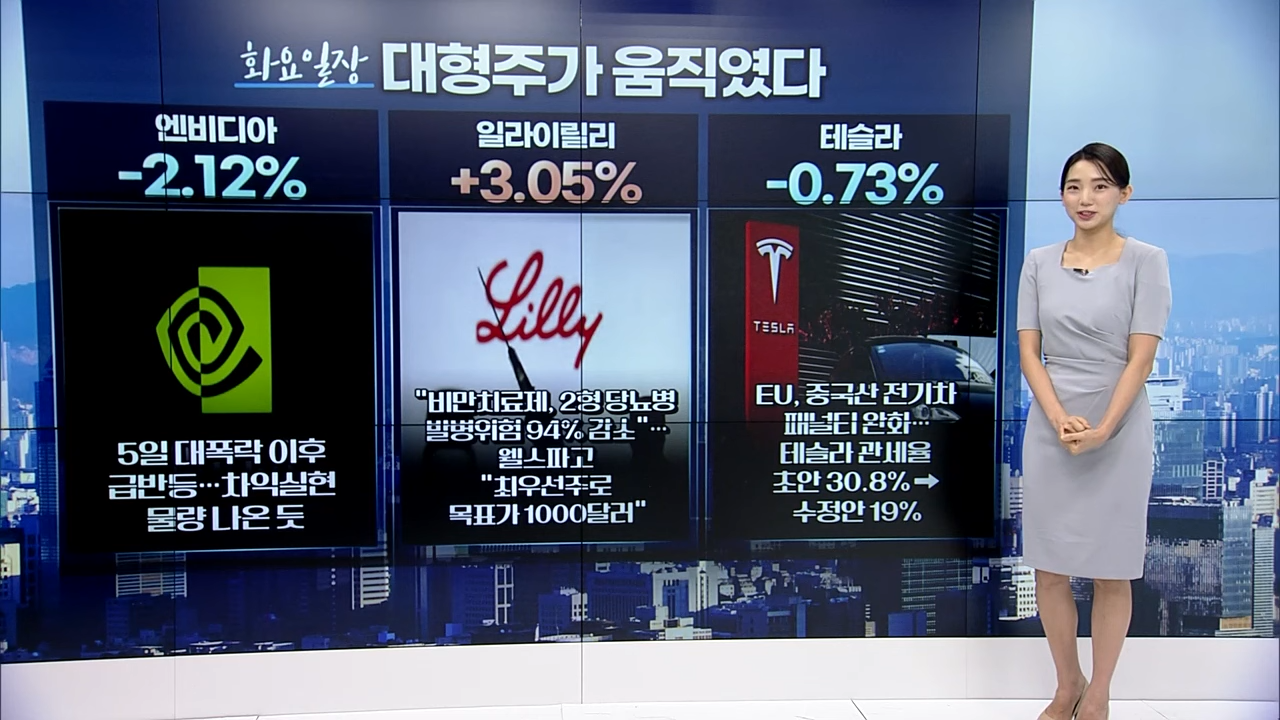 화요일장 대형주가 움직였다
엔비디아
-2.12%
5일 대폭락 이후
급반등…차익실현
물량 나온 듯
일라이릴리
+3.05%
Lilly
"비만치료제, 2형 당뇨병
발병위험 94% 감소"…
웰스파고
"최우선주로
목표가 1000달러"
테슬라
-0.73%
TESLA
EU, 중국산 전기차
패널티 완화…
테슬라 관세율
초안 30.8%➡
수정안 19%